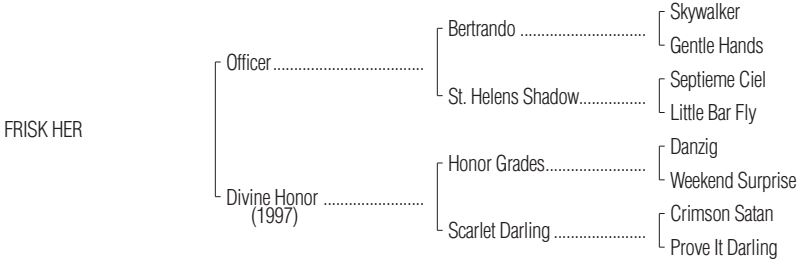 Skywalker
Bertrando ..............................
Gentle Hands
Officer....................................
Septieme Ciel
St. Helens Shadow................
Little Bar Fly
FRISK HER
Danzig
Honor Grades........................
Weekend Surprise
Divine Honor ........................
(1997)
Crimson Satan
Scarlet Darling ......................
Prove It Darling